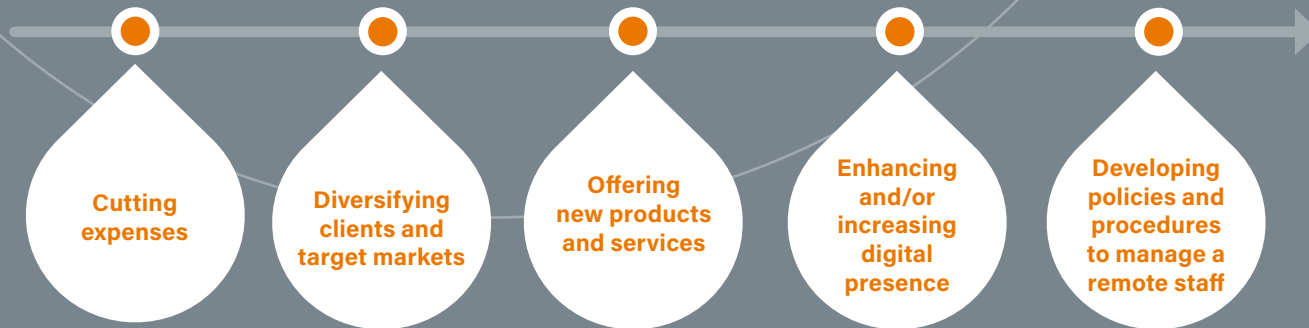 Cutting
expenses
Diversifying
clients and
target markets
Offering
new products
and services
Enhancing
and/or
increasing
digital
presence
Developing
policies and
procedures
to manage a
remote staff